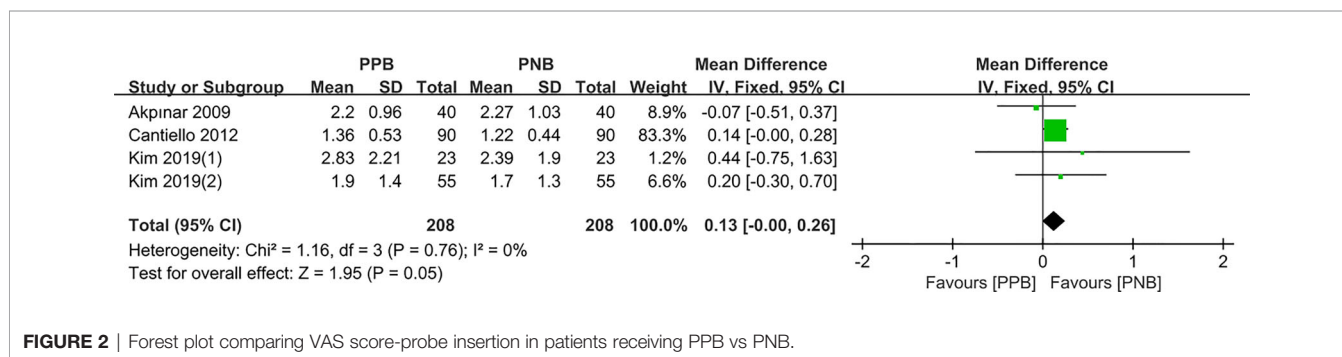 PPB PNB Mean Difference Mean Difference
Study or Subgroup Mean SD Total Mean SD Total Weight IV, Fixed, 95% CI IV, Fixed, 95% CI
Akpınar 2009 2.2 0.96 40 2.27 1.03 40 8.9% -0.07 [-0.51, 0.37]
Cantiello 2012 1.36 0.53 90 1.22 0.44 90 83.3% 0.14 [-0.00, 0.28]
Kim 2019(1) 2.83 2.21 23 2.39 1.9 23 1.2% 0.44 [-0.75, 1.63]
Kim 2019(2) 1.9 1.4 55 1.7 1.3 55 6.6% 0.20 [-0.30, 0.70]
Total (95% CI) 208 208 100.0% 0.13 [-0.00, 0.26]
Heterogeneity: Chi² = 1.16, df = 3 (P = 0.76); I² = 0%
Test for overall effect: Z = 1.95 (P = 0.05)
-2 -1 0 1 2
Favours [PPB] Favours [PNB]
FIGURE 2 | Forest plot comparing VAS score-probe insertion in patients receiving PPB vs PNB.